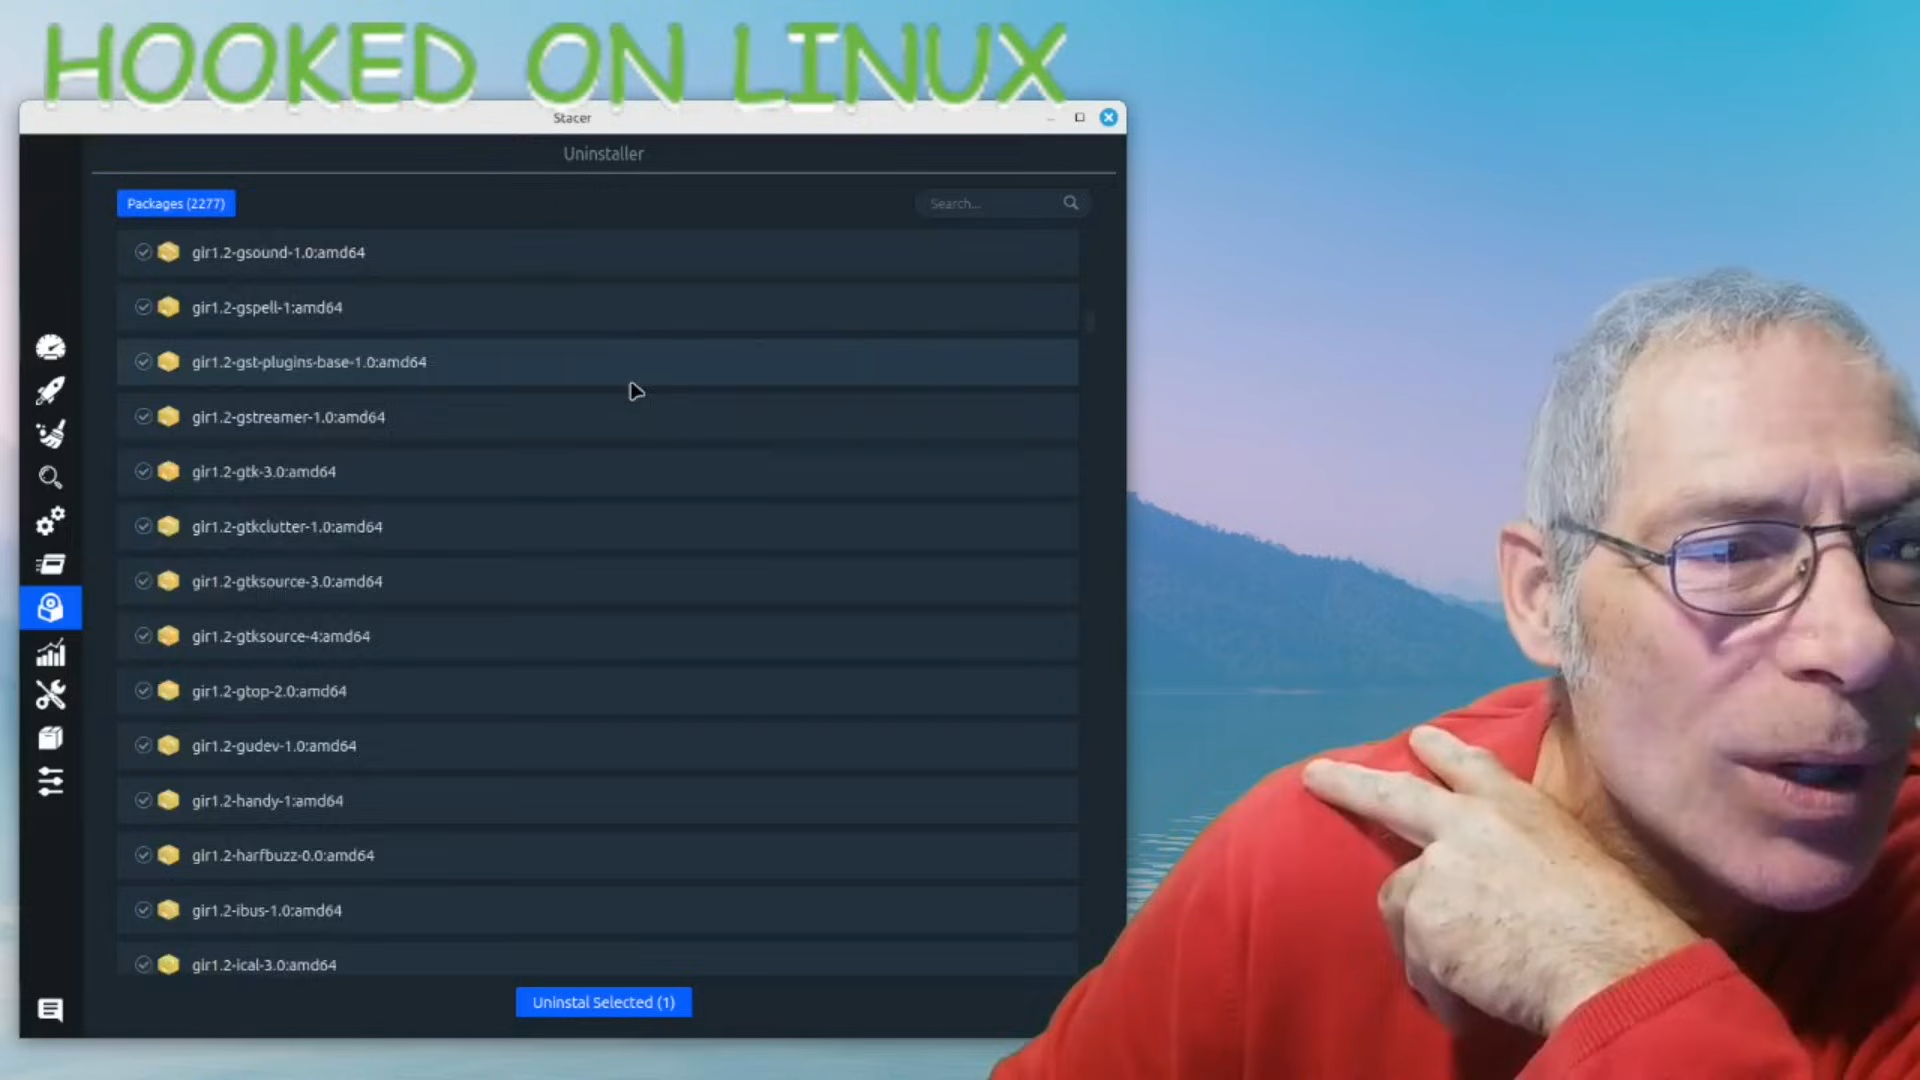 HOOKED ON LINUX
Stacer
Uninstaller
Packages (2277)
Search...
gir1.2-gsound-1.0:amd64
gir1.2-gspell-1:amd64
gir1.2-gst-plugins-base-1.0:amd64
gir1.2-gstreamer-1.0:amd64
gir1.2-gtk-3.0:amd64
gir1.2-gtkclutter-1.0:amd64
gir1.2-gtksource-3.0:amd64
gir1.2-gtksource-4:amd64
gir1.2-gtop-2.0:amd64
gir1.2-gudev-1.0:amd64
gir1.2-handy-1:amd64
gir1.2-harfbuzz-0.0:amd64
gir1.2-ibus-1.0:amd64
gir1.2-ical-3.0:amd64
Uninstal Selected (1)